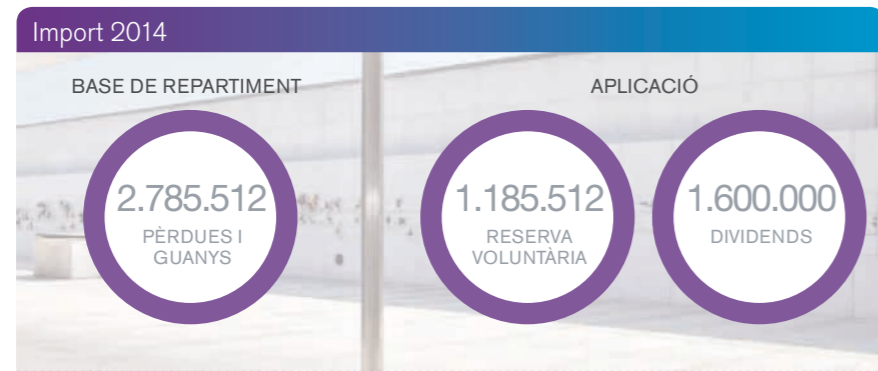 Import 2014
BASE DE REPARTIMENT
2.785.512
PÈRDUES I
GUANYS
APLICACIÓ
1.185.512
RESERVA
VOLUNTÀRIA
1.600.000
DIVIDENDS